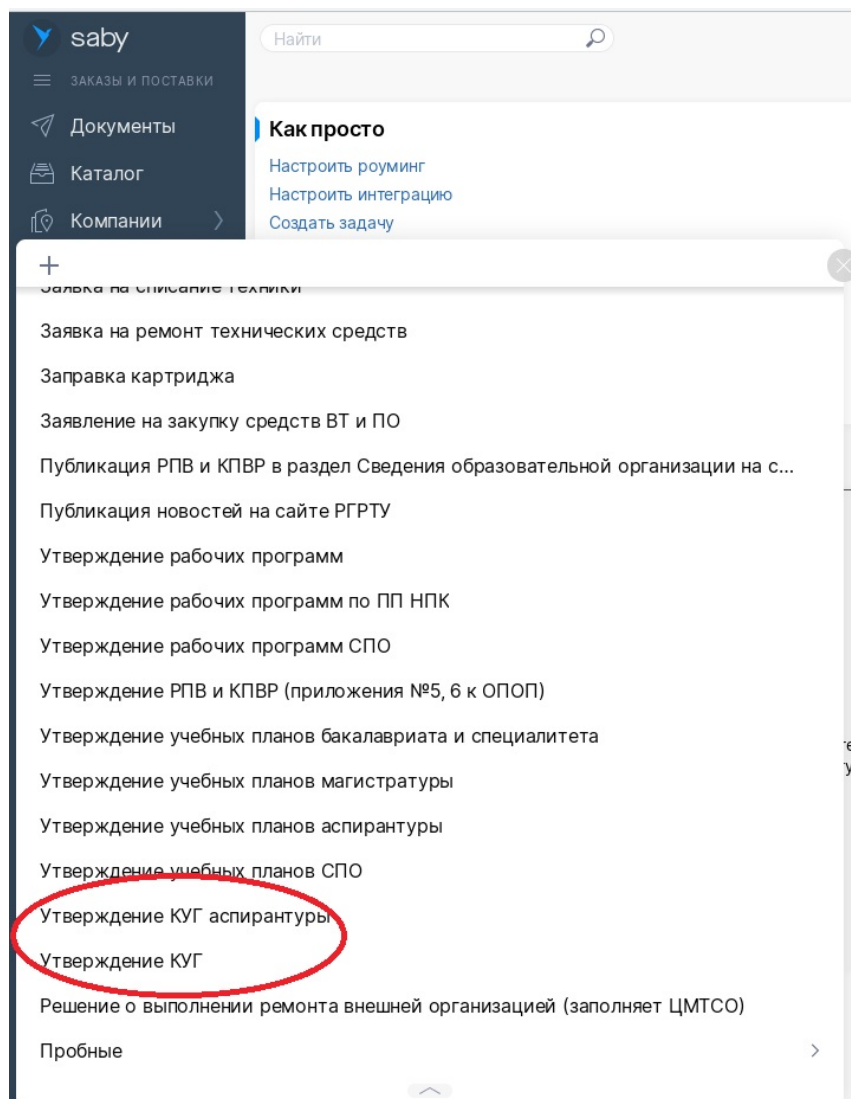 saby
Найти
ЗАКАЗЫ И ПОСТАВКИ
Документы
Как просто
Настроить роуминг
Каталог
Настроить интеграцию
Компании
Создать задачу
Заявка на списание техники
Заявка на ремонт технических средств
Заправка картриджа
Заявление на закупку средств ВТ и ПО
Публикация РПВ и КПВР в раздел Сведения образовательной организации на с...
Публикация новостей на сайте РГРТУ
Утверждение рабочих программ
Утверждение рабочих программ по ПП НПК
Утверждение рабочих программ СПО
Утверждение РПВ и КПВР (приложения №5, 6 к ОПОП)
Утверждение учебных планов бакалавриата и специалитета
Утверждение учебных планов магистратуры
Утверждение учебных планов аспирантуры
Утверждение учебных планов СПО
Утверждение КУГ аспирантуры
Утверждение КУГ
Решение о выполнении ремонта внешней организацией (заполняет ЦМТСО)
Пробные